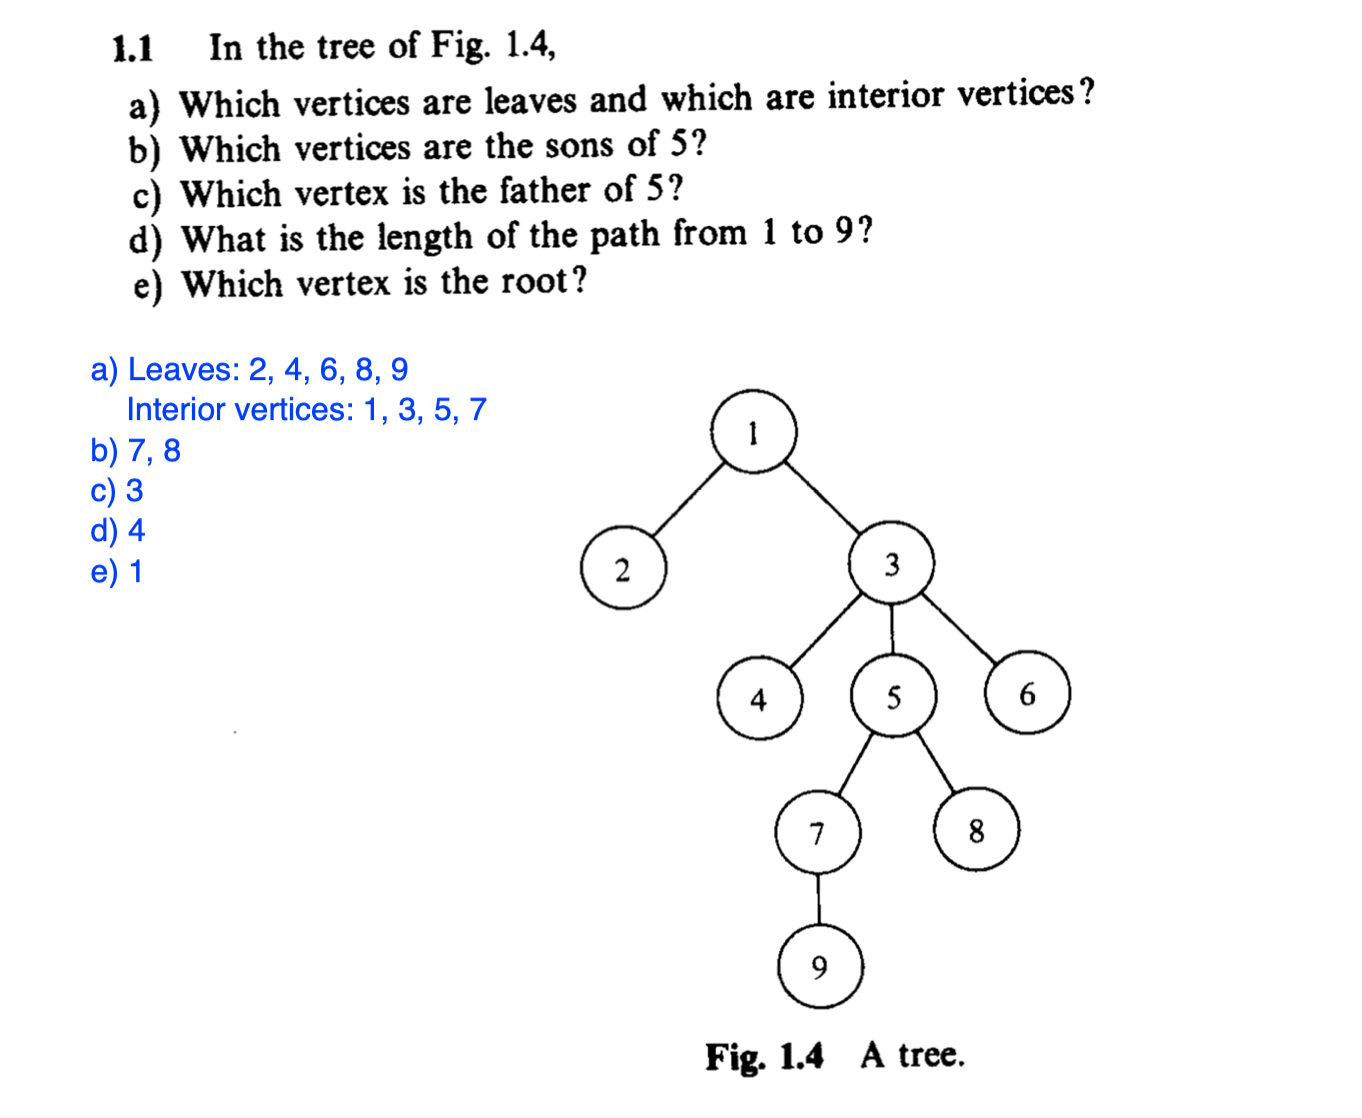 1.1 In the tree of Fig. 1.4,
a) Which vertices are leaves and which are interior vertices?
b) Which vertices are the sons of 5?
c) Which vertex is the father of 5?
d) What is the length of the path from 1 to 9?
e) Which vertex is the root?
a) Leaves: 2, 4, 6, 8, 9
Interior vertices: 1, 3, 5, 7
b) 7, 8
c) 3
d) 4
e) 1
1
2
3
4
5
6
7
8
9
Fig. 1.4 A tree.